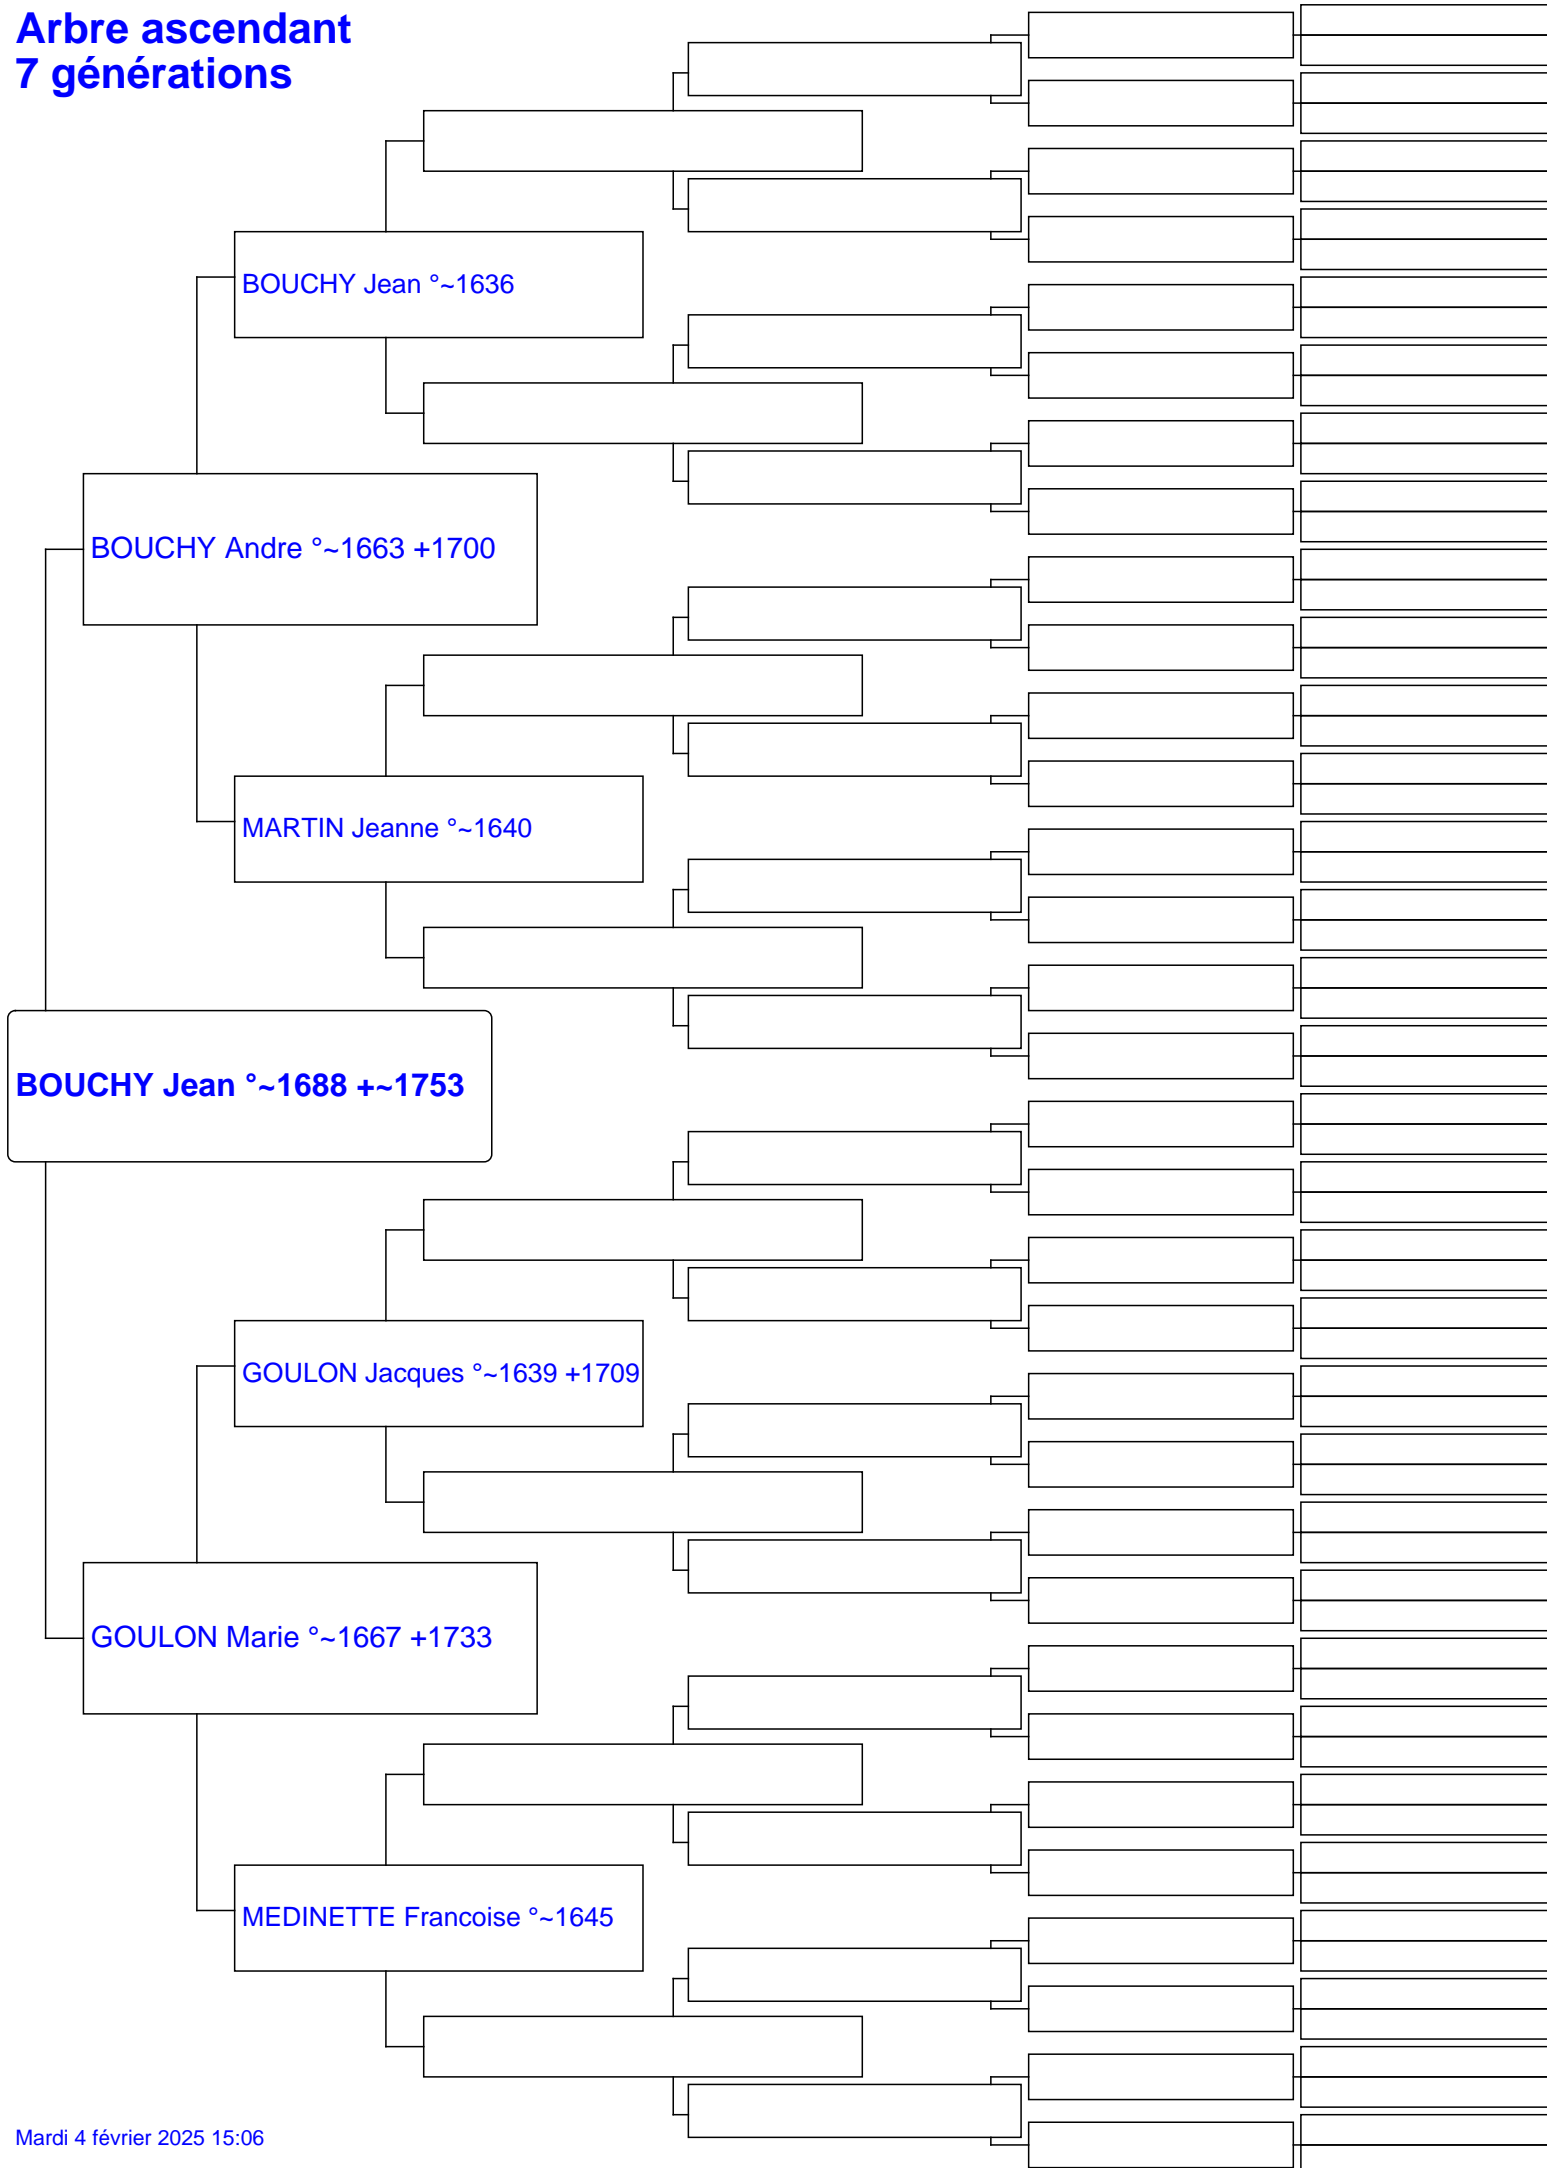 Arbre ascendant
7 générations
BOUCHY Jean °~1636
BOUCHY Andre °~1663 +1700
MARTIN Jeanne °~1640
BOUCHY Jean °~1688 +~1753
GOULON Jacques °~1639 +1709
GOULON Marie °~1667 +1733
MEDINETTE Francoise °~1645
Mardi 4 février 2025 15:06